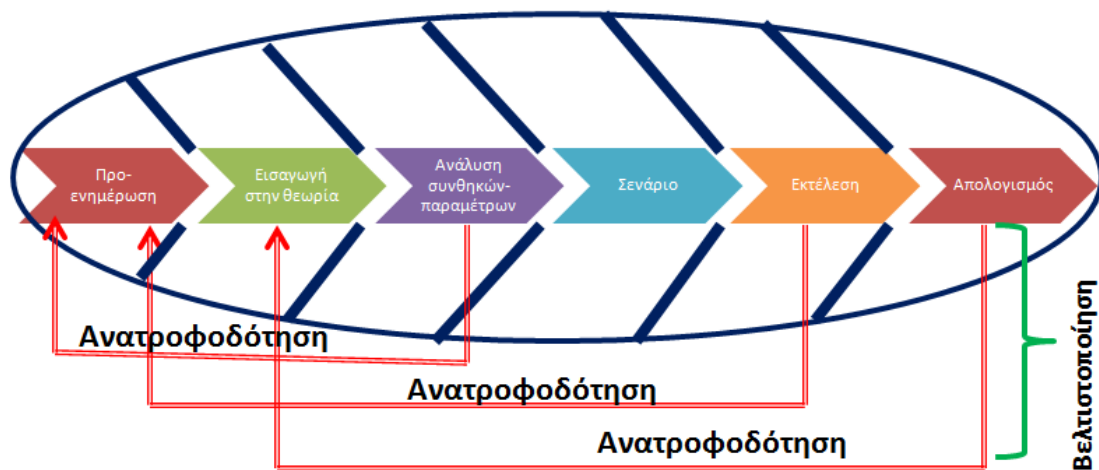 Προ-
ενημέρωση
Εισαγωγή
στην θεωρία
Ανάλυση
συνθηκών-
παραμέτρων
Σενάριο
Εκτέλεση
Απολογισμός
Ανατροφοδότηση
Ανατροφοδότηση
Ανατροφοδότηση
Βελτιστοποίηση